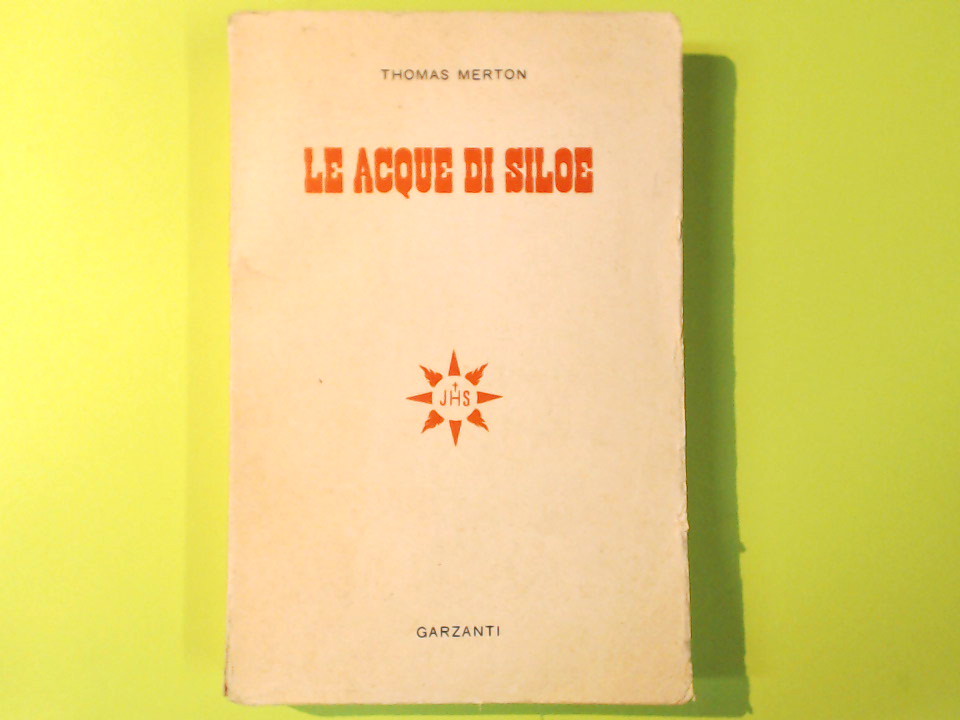 THOMAS MERTON
LE ACQUE DI SILOE
JHS
GARZANTI